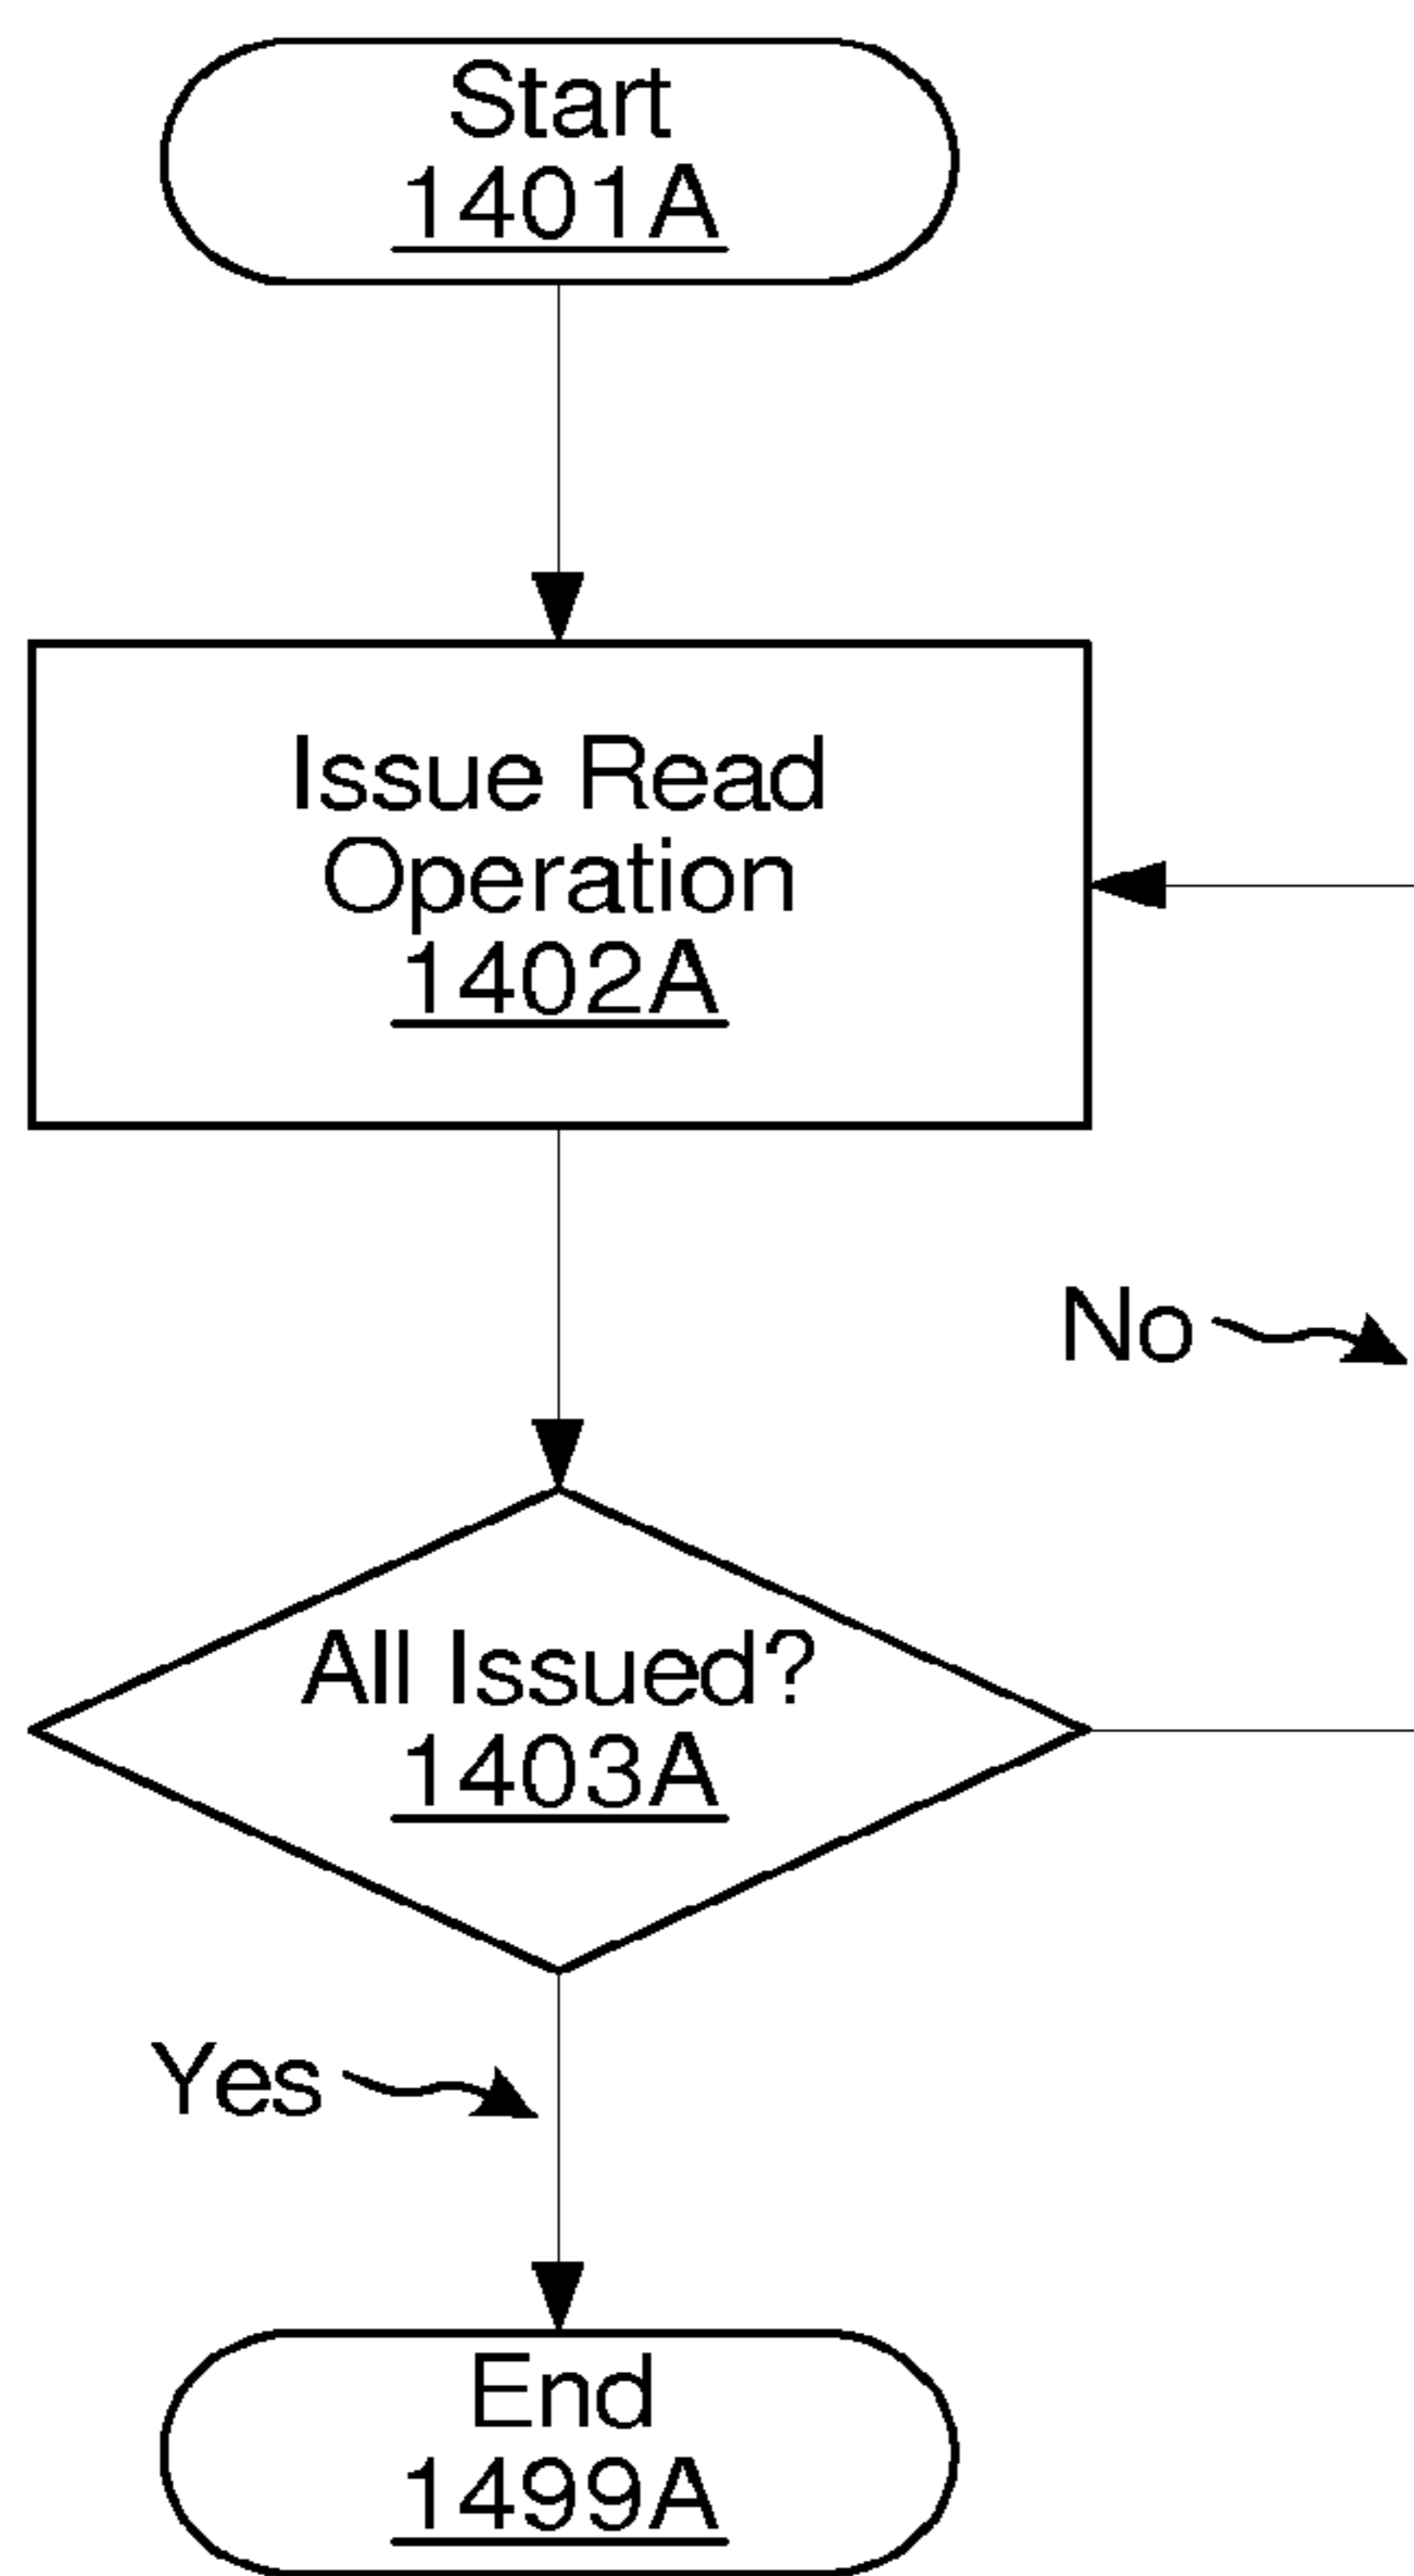 Start
1401A
Issue Read
Operation
1402A
No
All Issued?
1403A
Yes
End
1499A